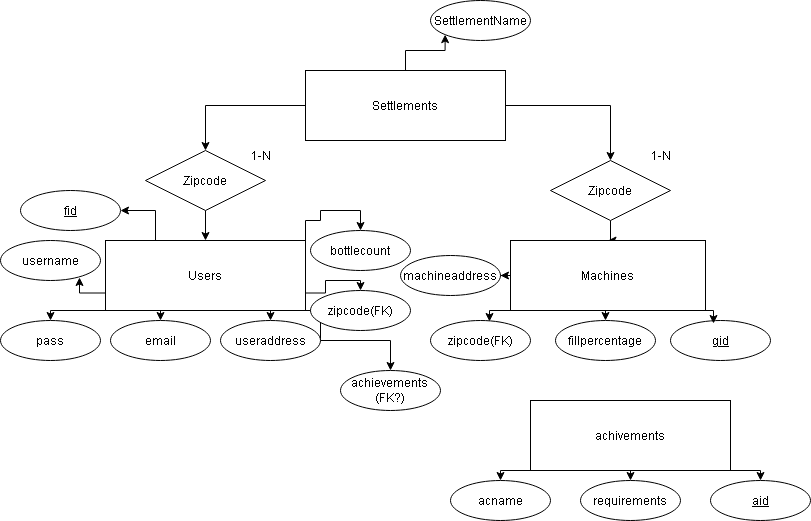 SettlementName
Settlements
1-N
1-N
Zipcode
Zipcode
fid
username
bottlecount
Users
machineaddress
Machines
zipcode(FK)
pass
email
useraddress
zipcode(FK)
fillpercentage
gid
achievements
(FK?)
achivements
acname
requirements
aid